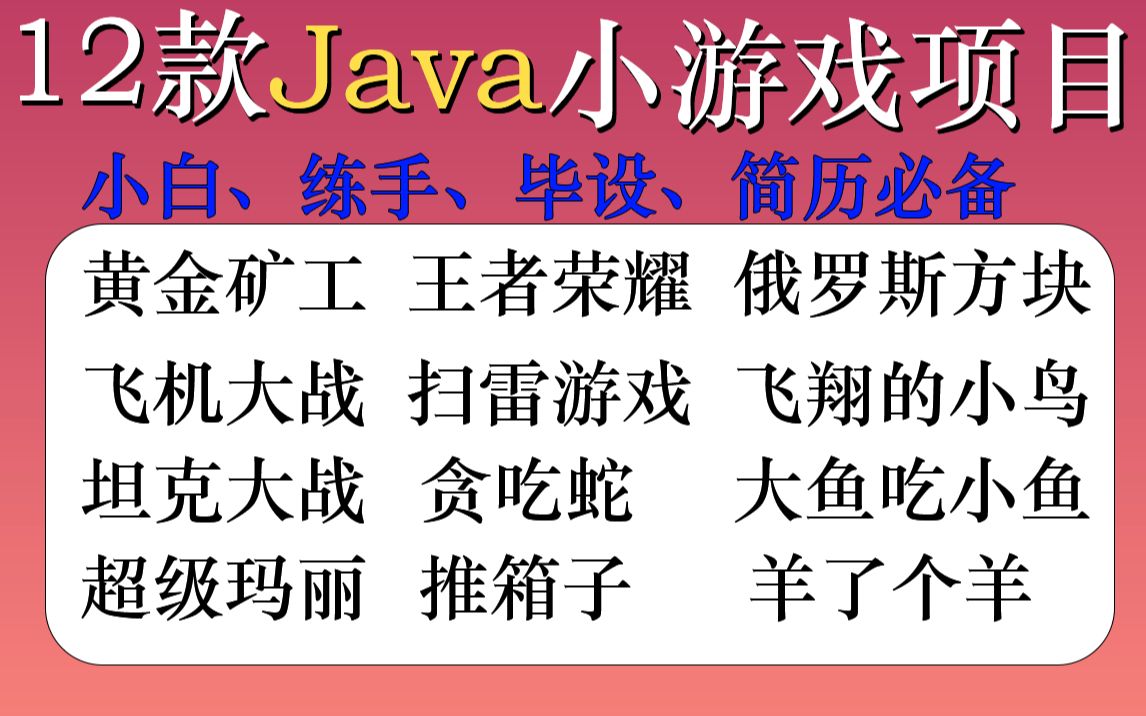 12款Java小游戏项目
小白、练手、毕设、简历必备
黄金矿工 王者荣耀 俄罗斯方块
飞机大战 扫雷游戏 飞翔的小鸟
坦克大战 贪吃蛇 大鱼吃小鱼
超级玛丽 推箱子 羊了个羊